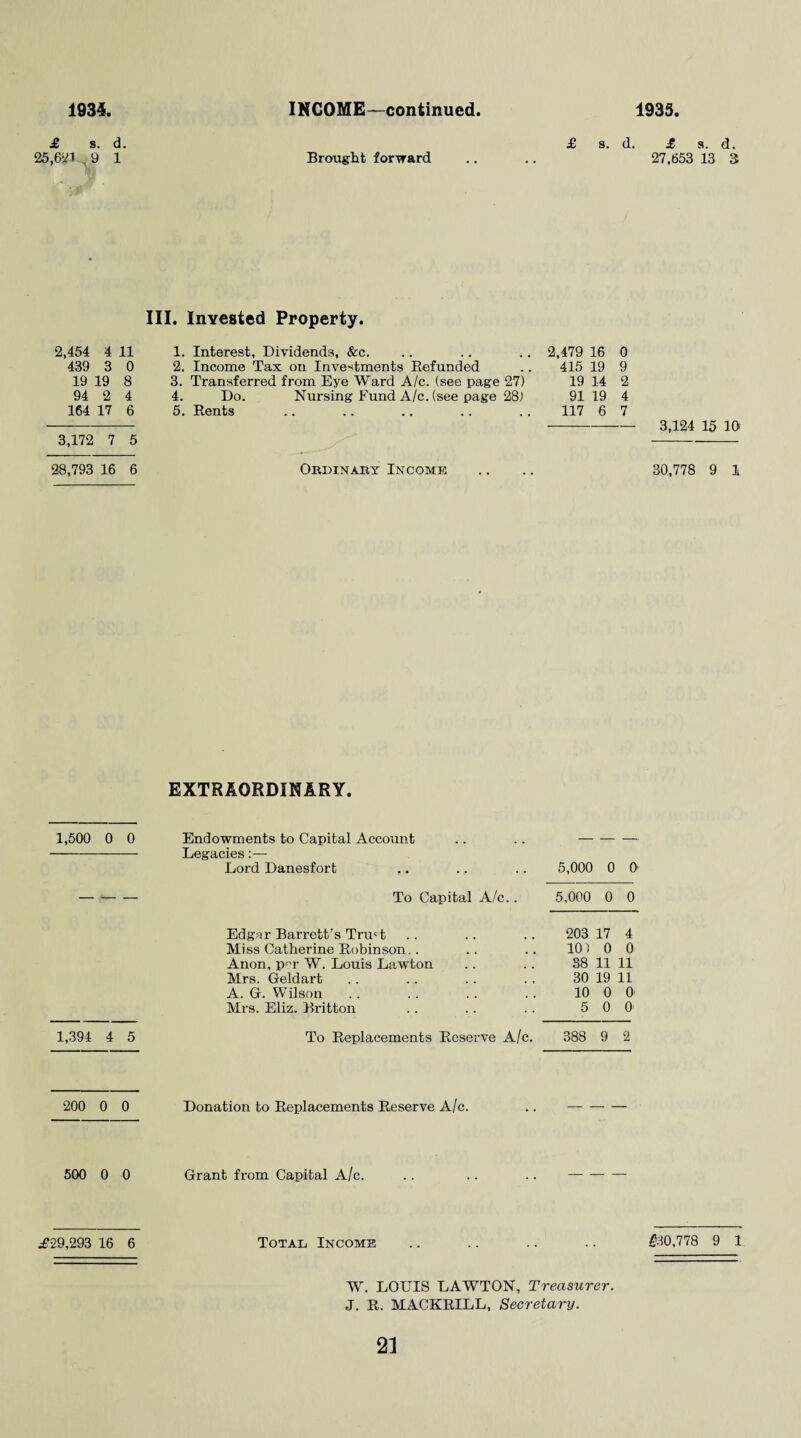 1934. INCOME—continued. 1935.
£ s. d. £ s. d. £ s. d.
25,621 9 1 Brought forward .. .. 27,653 13 3
III. Invested Property.
2,454 4 11 1. Interest, Dividends, &c. .. .. .. 2,479 16 0
439 3 0 2. Income Tax on Investments Refunded .. 415 19 9
19 19 8 3. Transferred from Eye Ward A/c. (see page 27) 19 14 2
94 2 4 4. Do. Nursing Fund A/c. (see page 28) 91 19 4
164 17 6 5. Rents .. .. .. .. .. 117 6 7
3,124 15 10
3,172 7 5
28,793 16 6 ORDINARY INCOME .. .. 30,778 9 1
EXTRAORDINARY.
1,500 0 0 Endowments to Capital Account .. .. — — —
Legacies:—
Lord Danesfort .. .. .. 5,000 0 0
— — — To Capital A/c.. 5,000 0 0
Edgar Barrett's Trust .. .. .. 203 17 4
Miss Catherine Robinson.. .. .. 100 0 0
Anon, per W. Louis Lawton .. .. 38 11 11
Mrs. Geldart .. .. .. .. 30 19 11
A. G. Wilson .. .. .. .. 10 0 0
Mrs. Eliz. Britton .. .. .. 5 0 0
1,394 4 5 To Replacements Reserve A/c. 388 9 2
200 0 0 Donation to Replacements Reserve A/c. .. — — —
500 0 0 Grant from Capital A/c. .. .. .. — — —
£29,293 16 6 TOTAL INCOME .. .. .. .. £30,778 9 1
W. LOUIS LAWTON, Treasurer.
J. R. MACKRILL, Secretary.
21